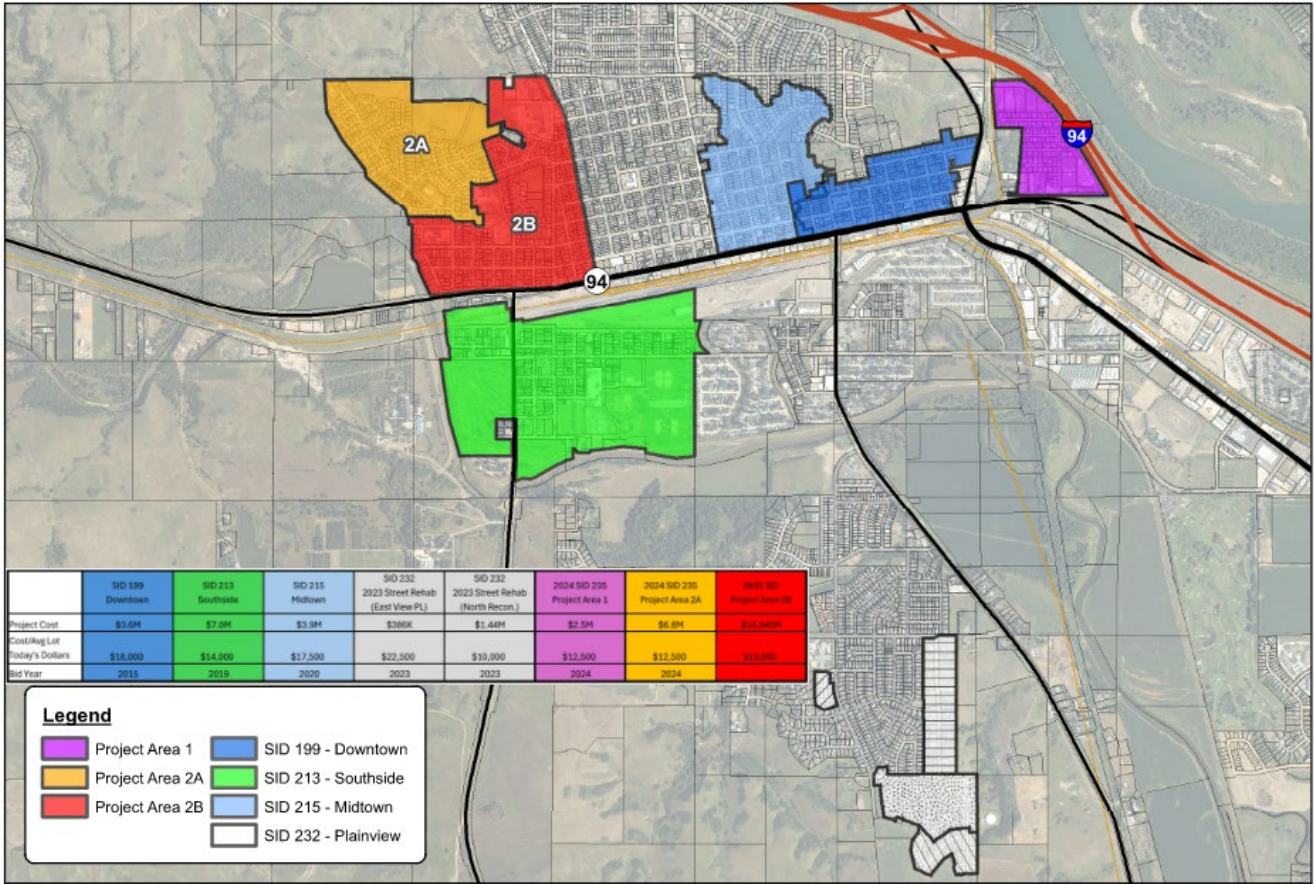 2A
2B
94
94
SID 199
Downtown
SID 213
Southside
SID 215
Midtown
SID 232
2023 Street Rehab
(East View PL)
SID 232
2023 Street Rehab
(North Recon.)
2024 SID 235
Project Area 1
2024 SID 235
Project Area 2A
SID
Project Area 2B
Project Cost $3.6M $7.0M $3.9M $386K $1.44M $2.5M $6.8M
Cost/Avg Lot
Today's Dollars $18,000 $14,000 $17,500 $22,500 $10,000 $12,500 $12,500
Bid Year 2015 2019 2020 2023 2023 2024 2024
Legend
Project Area 1
Project Area 2A
Project Area 2B
SID 199 - Downtown
SID 213 - Southside
SID 215 - Midtown
SID 232 - Plainview